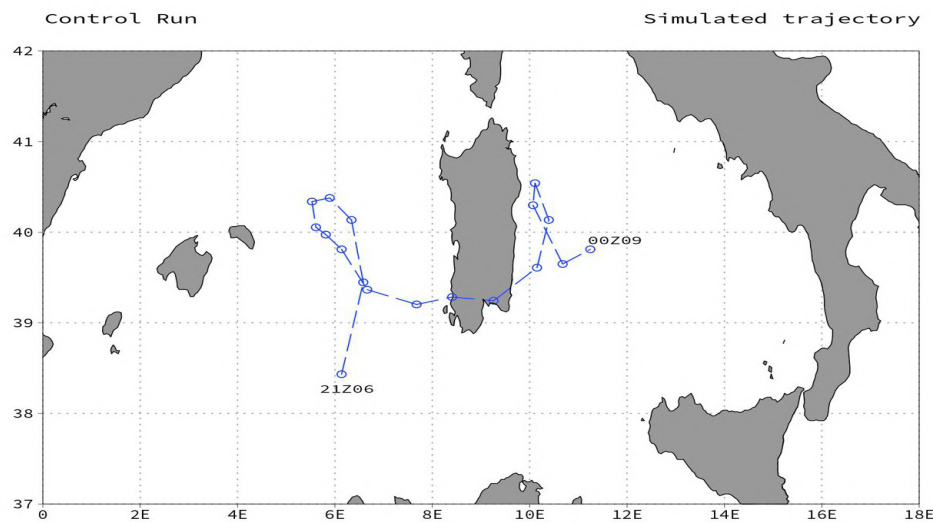 Control Run
Simulated trajectory
42
41
40
39
38
37
00Z09
21Z06
0 2E 4E 6E 8E 10E 12E 14E 16E 18E